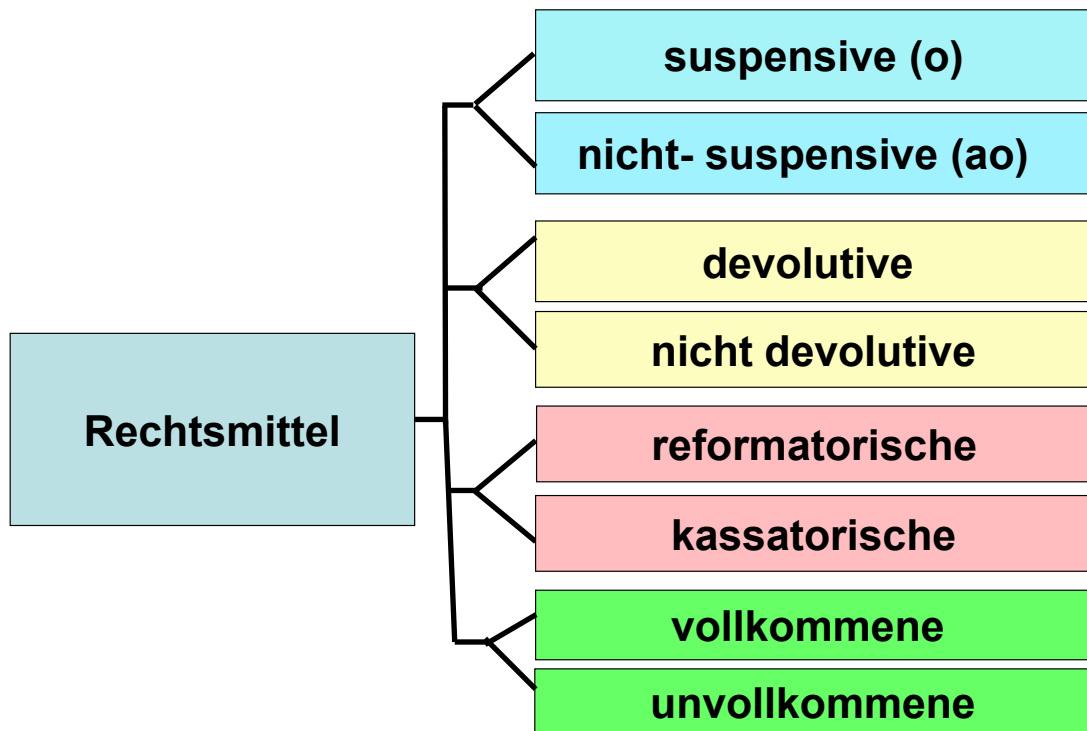 suspensive (o)
nicht- suspensive (ao)
devolutive
nicht devolutive
Rechtsmittel
reformatorische
kassatorische
vollkommene
unvollkommene